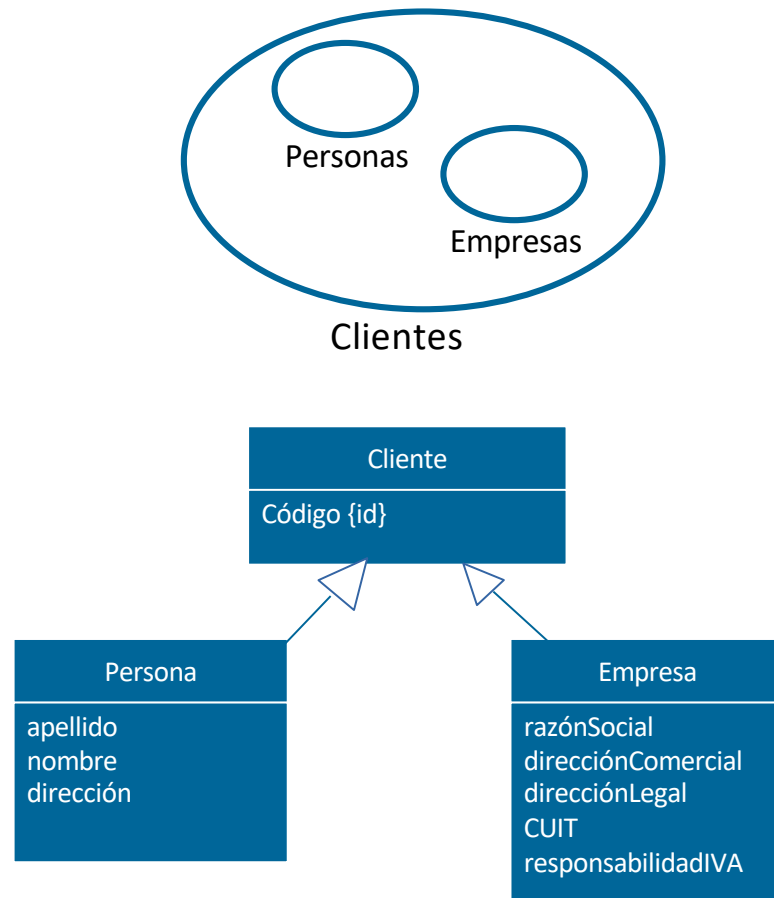 Personas
Empresas
Clientes
Cliente
Código {id}
Persona
apellido
nombre
dirección
Empresa
razónSocial
direcciónComercial
direcciónLegal
CUIT
responsabilidadIVA